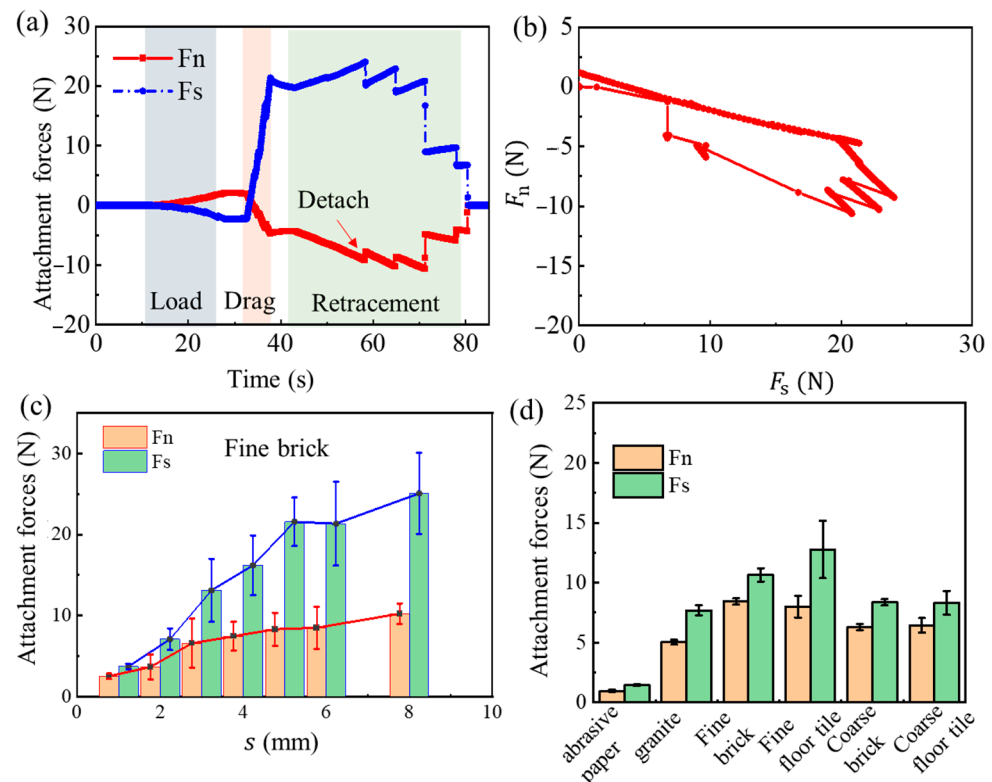 (a)
Attachment forces (N)
30
20
10
0
−10
−20
Fn
Fs
Detach
Load
Drag
Retracement
0
20
40
60
80
Time (s)
(b)
Fn (N)
5
0
−5
−10
−15
−20
0
10
20
30
Fs (N)
(c)
Attachment forces (N)
30
20
10
0
Fn
Fs
Fine brick
0
2
4
6
8
10
s (mm)
(d)
Attachment forces (N)
25
20
15
10
5
0
Fn
Fs
abrasive
paper
granite
Fine
brick
Fine
floor tile
Coarse
brick
Coarse
floor tile